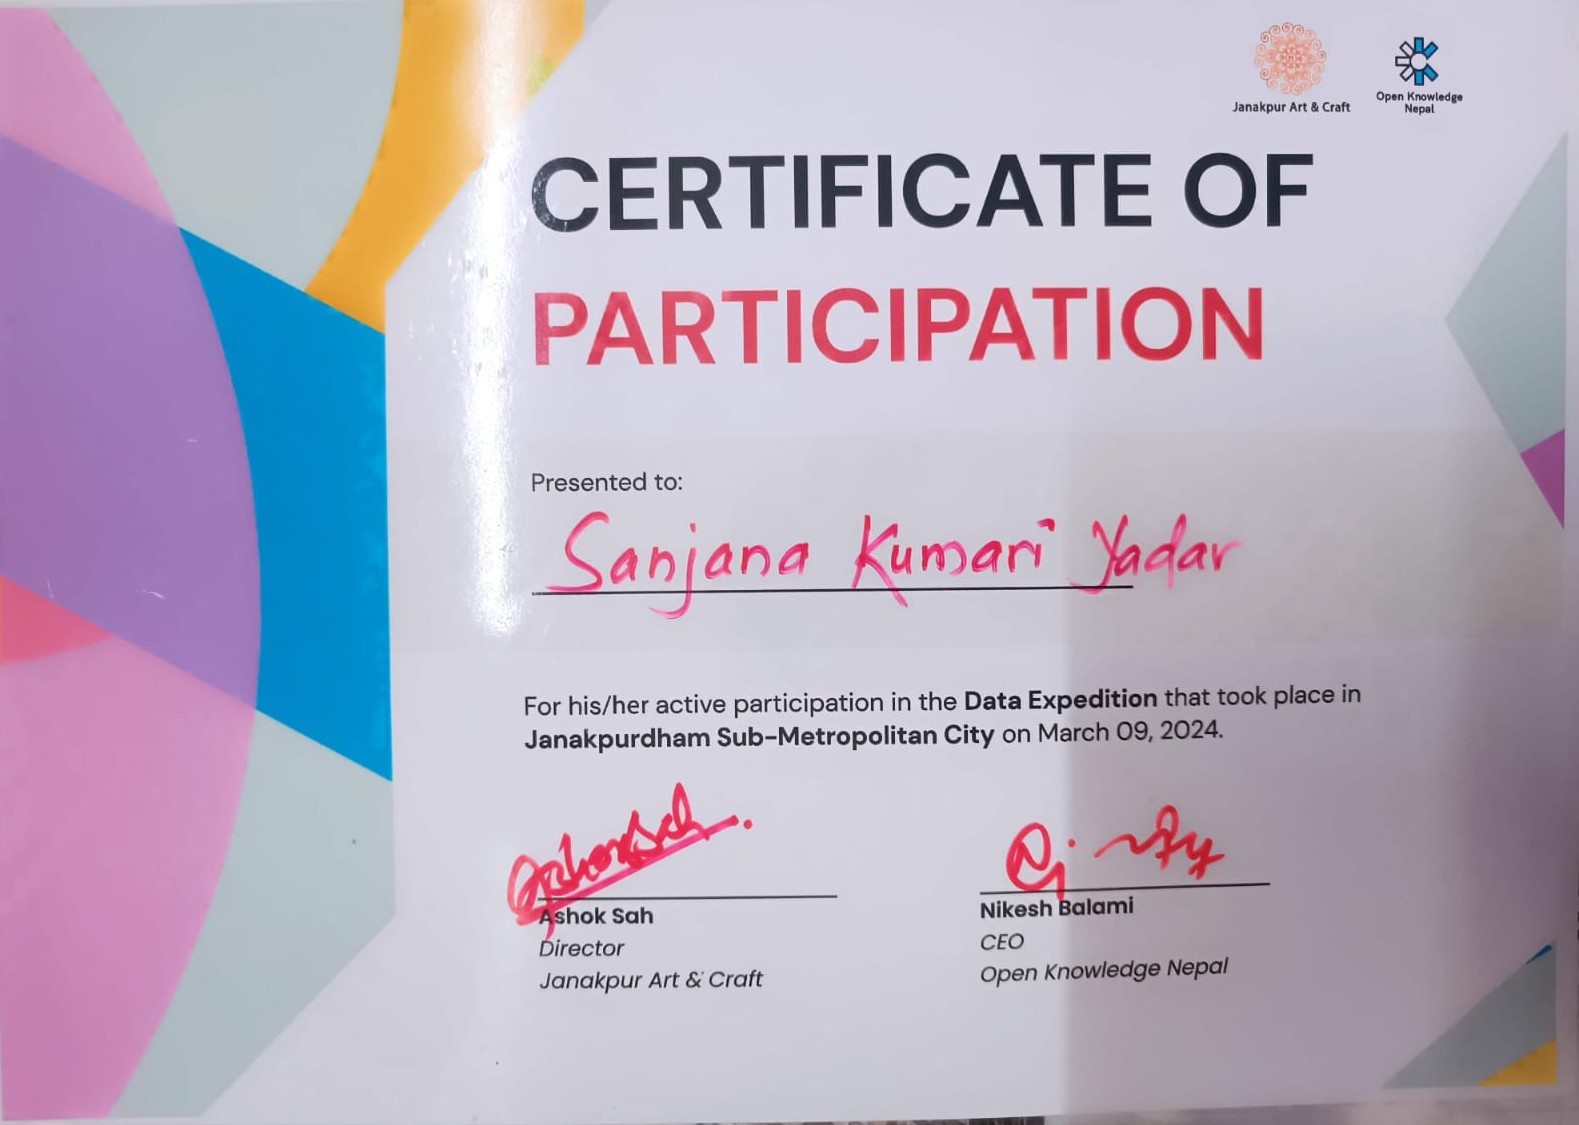 Janakpur Art & Craft
Open Knowledge
Nepal
CERTIFICATE OF
PARTICIPATION
Presented to:
Sanjana Kumari Yadav
For his/her active participation in the Data Expedition that took place in
Janakpurdham Sub-Metropolitan City on March 09, 2024.
AshokSah
Ashok Sah
Director
Janakpur Art & Craft
Nikesh Balami
CEO
Open Knowledge Nepal